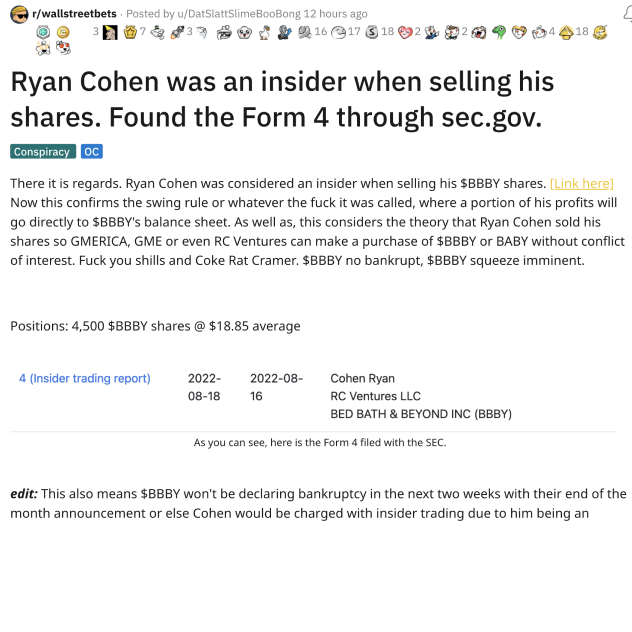 r/wallstreetbets · Posted by u/DatSlattSlimeBooBong 12 hours ago
3 7 3 16 17 18 2 2 4 18
Ryan Cohen was an insider when selling his
shares. Found the Form 4 through sec.gov.
Conspiracy OC
There it is regards. Ryan Cohen was considered an insider when selling his $BBBY shares. [Link here]
Now this confirms the swing rule or whatever the fuck it was called, where a portion of his profits will
go directly to $BBBY's balance sheet. As well as, this considers the theory that Ryan Cohen sold his
shares so GMERICA, GME or even RC Ventures can make a purchase of $BBBY or BABY without conflict
of interest. Fuck you shills and Coke Rat Cramer. $BBBY no bankrupt, $BBBY squeeze imminent.
Positions: 4,500 $BBBY shares @ $18.85 average
4 (Insider trading report) 2022- 2022-08- Cohen Ryan
08-18 16 RC Ventures LLC
BED BATH & BEYOND INC (BBBY)
As you can see, here is the Form 4 filed with the SEC.
edit: This also means $BBBY won't be declaring bankruptcy in the next two weeks with their end of the
month announcement or else Cohen would be charged with insider trading due to him being an